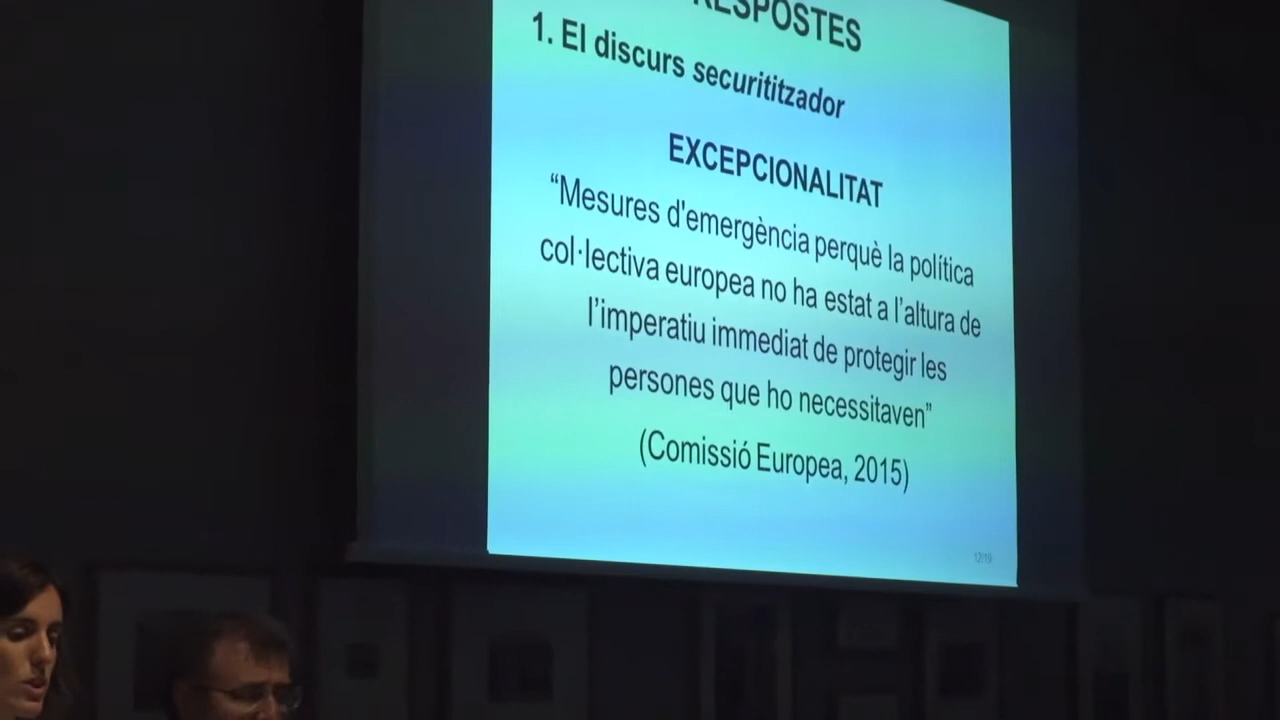 RESPOSTES
1. El discurs securititzador
EXCEPCIONALITAT
“Mesures d'emergència perquè la política
col·lectiva europea no ha estat a l’altura de
l’imperatiu immediat de protegir les
persones que ho necessitaven”
(Comissió Europea, 2015)
12/19